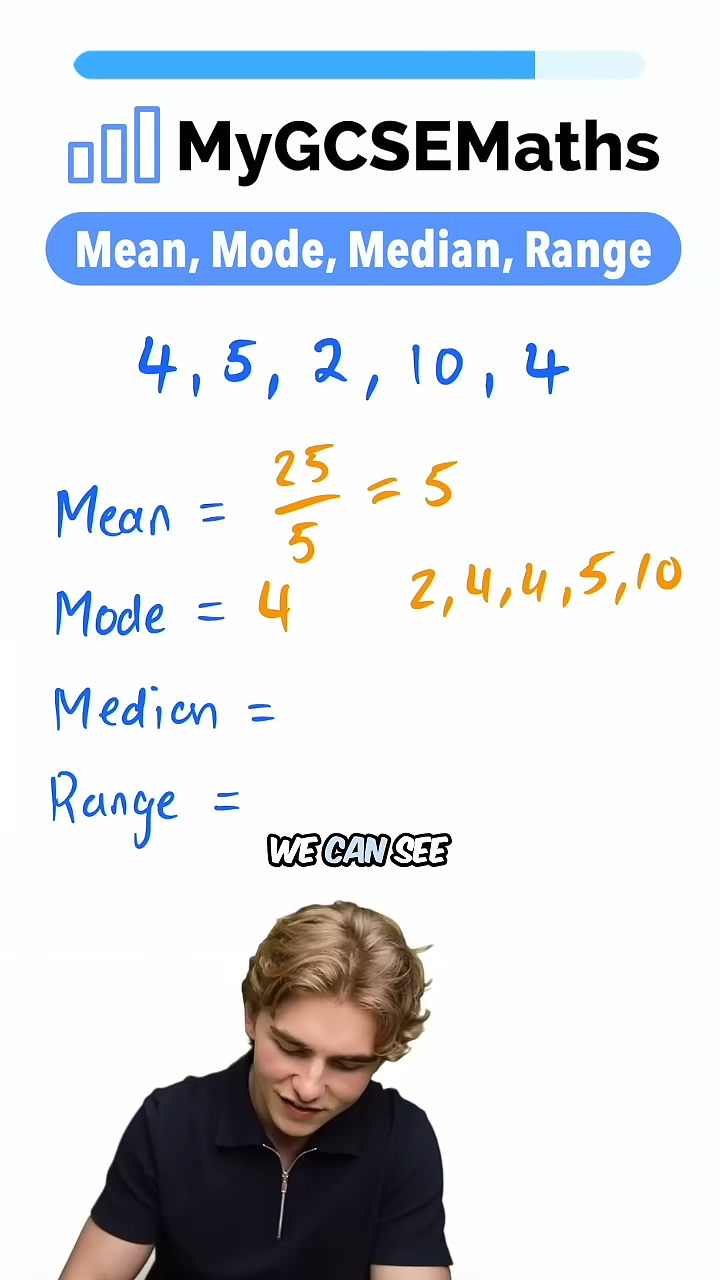 MyGCSEMaths
Mean, Mode, Median, Range
4, 5, 2, 10, 4
Mean = 25/5 = 5
Mode = 4 2, 4, 4, 5, 10
Median =
Range =
WE CAN SEE